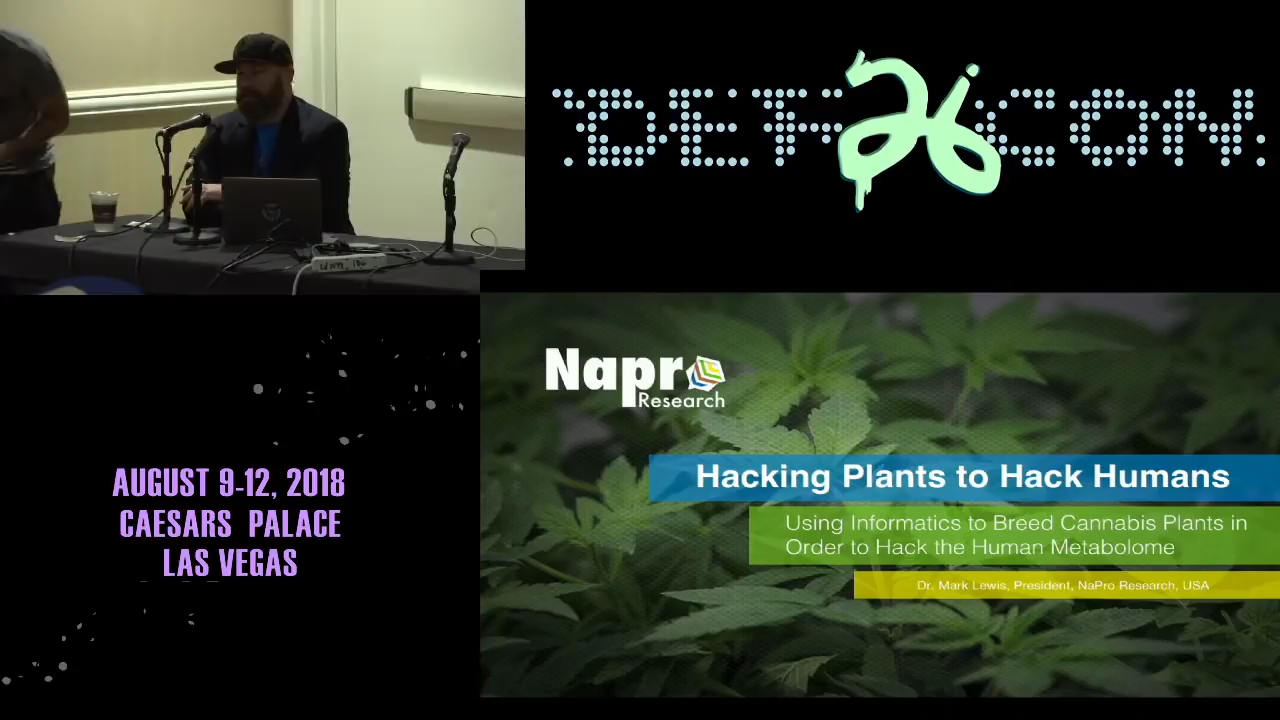 DEF 26 CON
Napro
Research
Hacking Plants to Hack Humans
Using Informatics to Breed Cannabis Plants in
Order to Hack the Human Metabolome
Dr. Mark Lewis, President, NaPro Research, USA
AUGUST 9-12, 2018
CAESARS PALACE
LAS VEGAS